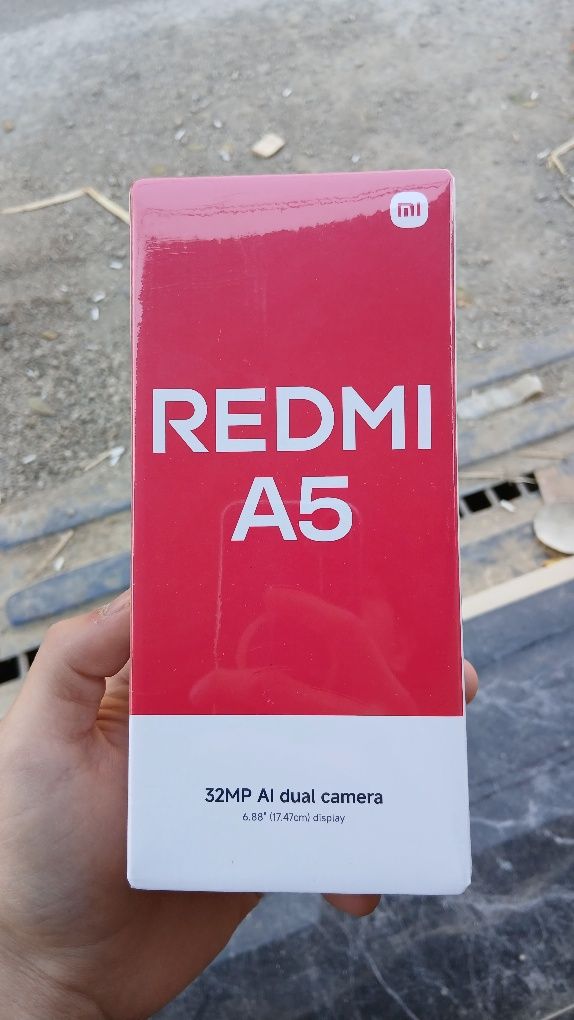 mi
REDMI
A5
32MP AI dual camera
6.88" (17.47cm) display